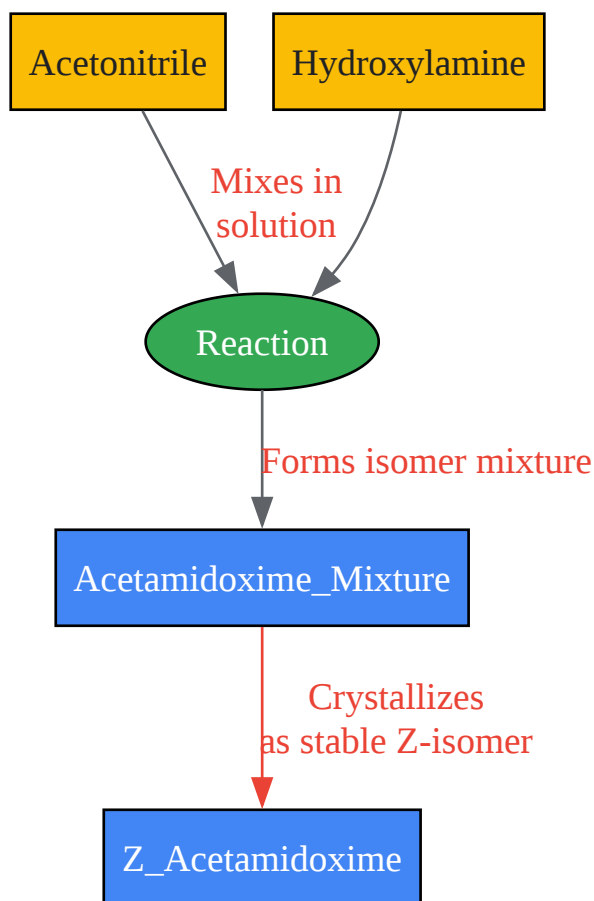 Acetonitrile
Hydroxylamine
Mixes in
solution
Reaction
Forms isomer mixture
Acetamidoxime_Mixture
Crystallizes
as stable Z-isomer
Z_Acetamidoxime